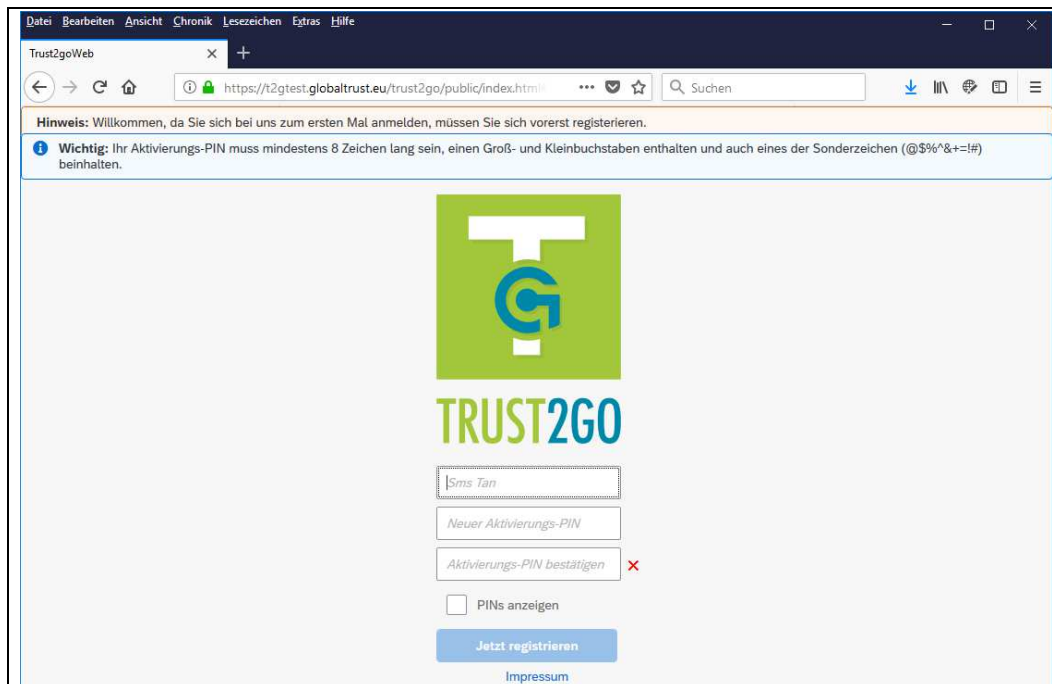 Datei Bearbeiten Ansicht Chronik Lesezeichen Extras Hilfe
Trust2goWeb
https://t2gtest.globaltrust.eu/trust2go/public/index.html
Suchen
Hinweis: Willkommen, da Sie sich bei uns zum ersten Mal anmelden, müssen Sie sich vorerst registerieren.
Wichtig: Ihr Aktivierungs-PIN muss mindestens 8 Zeichen lang sein, einen Groß- und Kleinbuchstaben enthalten und auch eines der Sonderzeichen (@$%^&+=!#)
beinhalten.
TRUST2GO
Sms Tan
Neuer Aktivierungs-PIN
Aktivierungs-PIN bestätigen
PINs anzeigen
Jetzt registrieren
Impressum